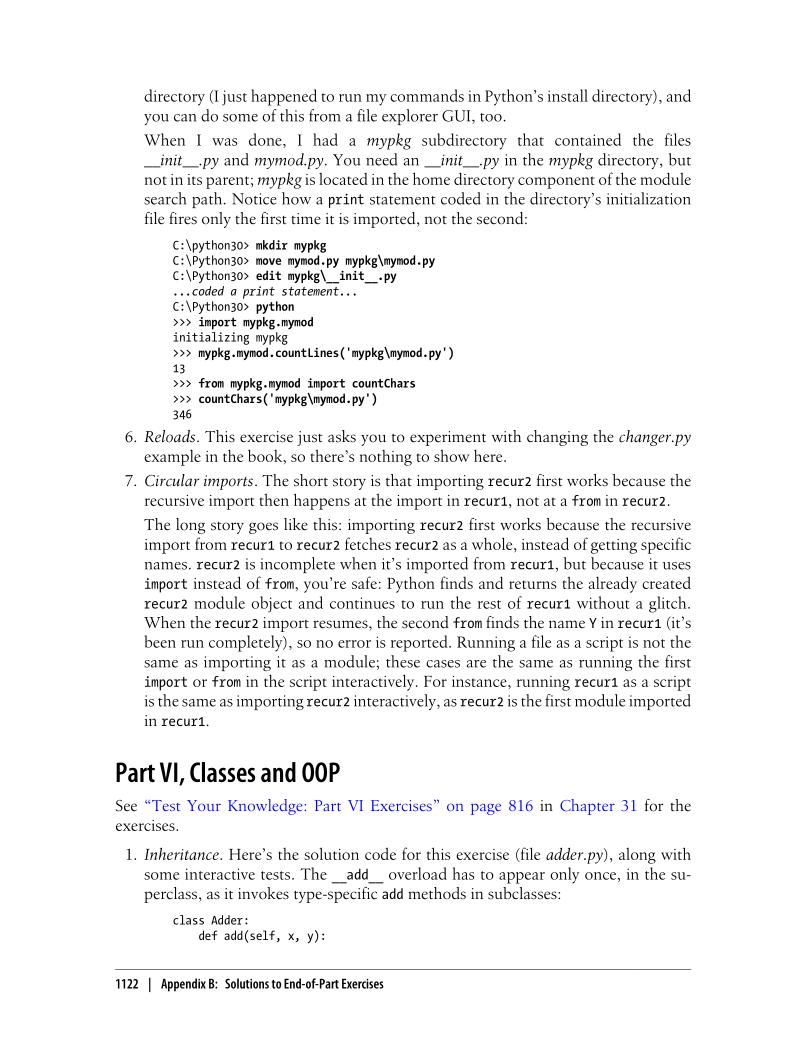 directory (I just happened to run my commands in Python's install directory), and
you can do some of this from a file explorer GUI, too.
When I was done, I had a mypkg subdirectory that contained the files
__init__.py and mymod.py. You need an __init__.py in the mypkg directory, but
not in its parent; mypkg is located in the home directory component of the module
search path. Notice how a print statement coded in the directory's initialization
file fires only the first time it is imported, not the second:
C:\python30> mkdir mypkg
C:\Python30> move mymod.py mypkg\mymod.py
C:\Python30> edit mypkg\__init__.py
...coded a print statement...
C:\Python30> python
>>> import mypkg.mymod
initializing mypkg
>>> mypkg.mymod.countLines('mypkg\mymod.py')
13
>>> from mypkg.mymod import countChars
>>> countChars('mypkg\mymod.py')
346
6. Reloads. This exercise just asks you to experiment with changing the changer.py
example in the book, so there's nothing to show here.
7. Circular imports. The short story is that importing recur2 first works because the
recursive import then happens at the import in recur1, not at a from in recur2.
The long story goes like this: importing recur2 first works because the recursive
import from recur1 to recur2 fetches recur2 as a whole, instead of getting specific
names. recur2 is incomplete when it's imported from recur1, but because it uses
import instead of from, you're safe: Python finds and returns the already created
recur2 module object and continues to run the rest of recur1 without a glitch.
When the recur2 import resumes, the second from finds the name Y in recur1 (it's
been run completely), so no error is reported. Running a file as a script is not the
same as importing it as a module; these cases are the same as running the first
import or from in the script interactively. For instance, running recur1 as a script
is the same as importing recur2 interactively, as recur2 is the first module imported
in recur1.
Part VI, Classes and OOP
See “Test Your Knowledge: Part VI Exercises” on page 816 in Chapter 31 for the
exercises.
1. Inheritance. Here's the solution code for this exercise (file adder.py), along with
some interactive tests. The __add__ overload has to appear only once, in the su-
perclass, as it invokes type-specific add methods in subclasses:
class Adder:
def add(self, x, y):
1122 | Appendix B: Solutions to End-of-Part Exercises